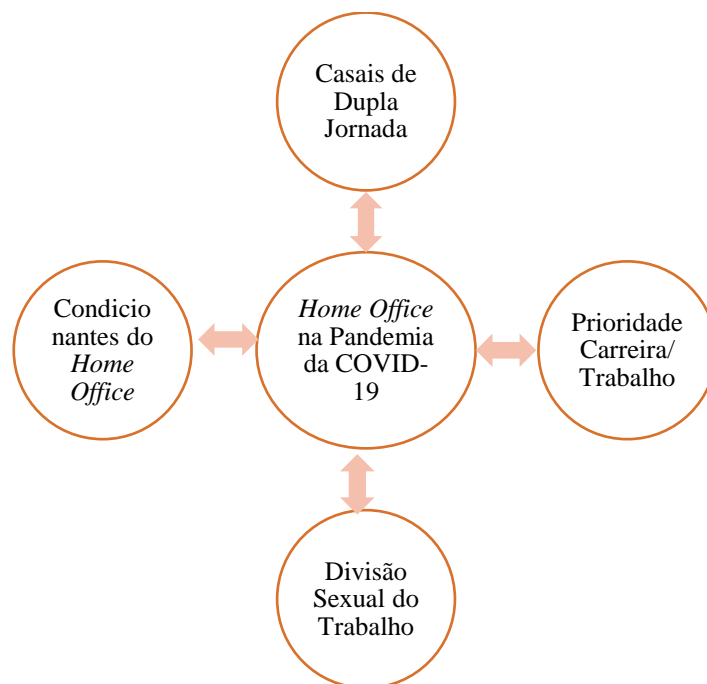 Casais de
Dupla
Jornada
Condicio
nantes do
Home
Office
Home Office
na Pandemia
da COVID-
19
Prioridade
Carreira/
Trabalho
Divisão
Sexual do
Trabalho